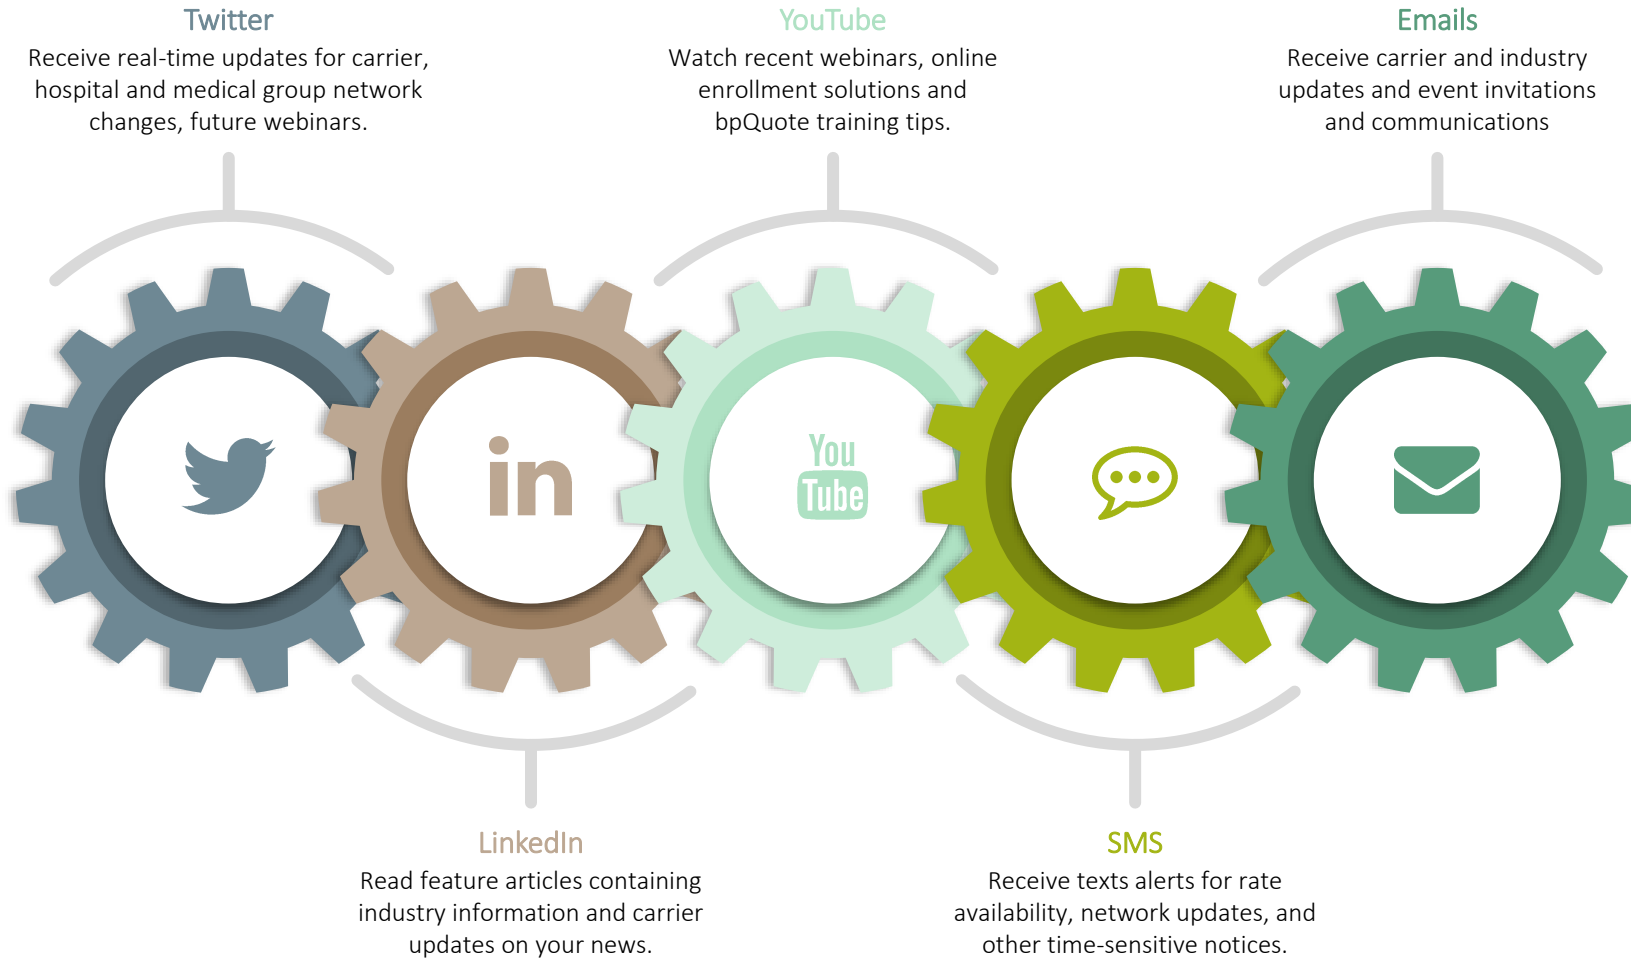 Twitter
Receive real-time updates for carrier,
hospital and medical group network
changes, future webinars.
YouTube
Watch recent webinars, online
enrollment solutions and
bpQuote training tips.
Emails
Receive carrier and industry
updates and event invitations
and communications
in
You
Tube
LinkedIn
Read feature articles containing
industry information and carrier
updates on your news.
SMS
Receive texts alerts for rate
availability, network updates, and
other time-sensitive notices.